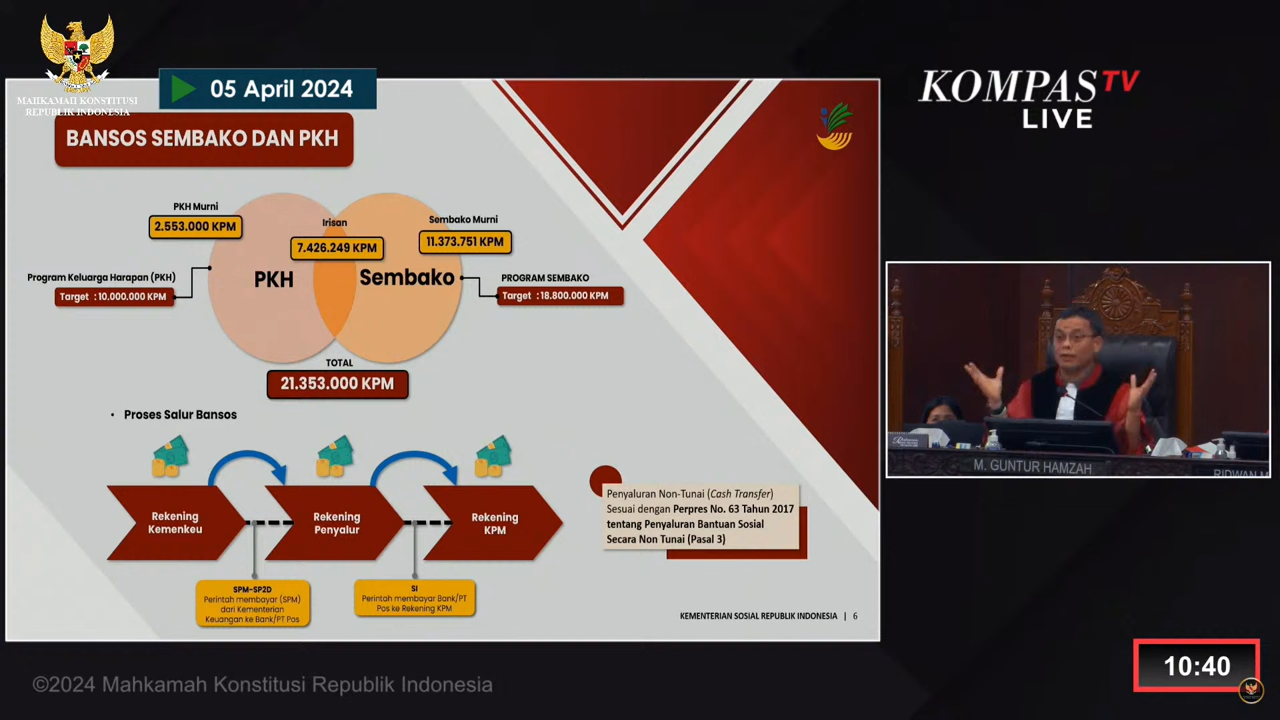 MAHKAMAH KONSTITUSI
REPUBLIK INDONESIA
05 April 2024
KOMPAS TV
LIVE
BANSOS SEMBAKO DAN PKH
PKH Murni
2.553.000 KPM
Irisan
7.426.249 KPM
Sembako Murni
11.373.751 KPM
Program Keluarga Harapan (PKH)
Target : 10.000.000 KPM
PKH
Sembako
PROGRAM SEMBAKO
Target : 18.800.000 KPM
TOTAL
21.353.000 KPM
• Proses Salur Bansos
Rekening
Kemenkeu
Rekening
Penyalur
Rekening
KPM
SPM-SP2D
Perintah membayar (SPM)
dari Kementerian
Keuangan ke Bank/PT Pos
SI
Perintah membayar Bank/PT
Pos ke Rekening KPM
Penyaluran Non-Tunai (Cash Transfer)
Sesuai dengan Perpres No. 63 Tahun 2017
tentang Penyaluran Bantuan Sosial
Secara Non Tunai (Pasal 3)
KEMENTERIAN SOSIAL REPUBLIK INDONESIA | 6
M. GUNTUR HAMZAH
RIDWAN M
10:40
©2024 Mahkamah Konstitusi Republik Indonesia